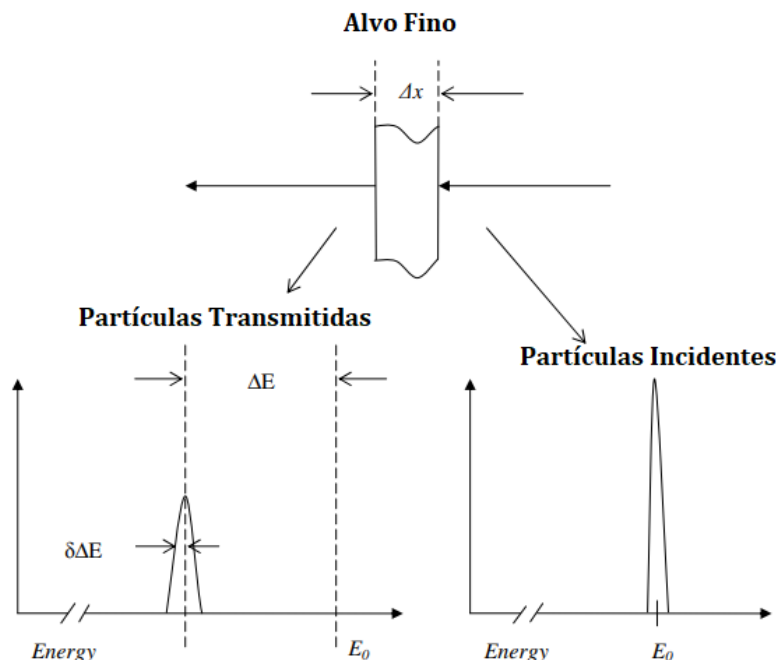 Alvo Fino
Δx
Partículas Transmitidas
Partículas Incidentes
ΔE
δΔE
Energy
E₀
Energy
E₀